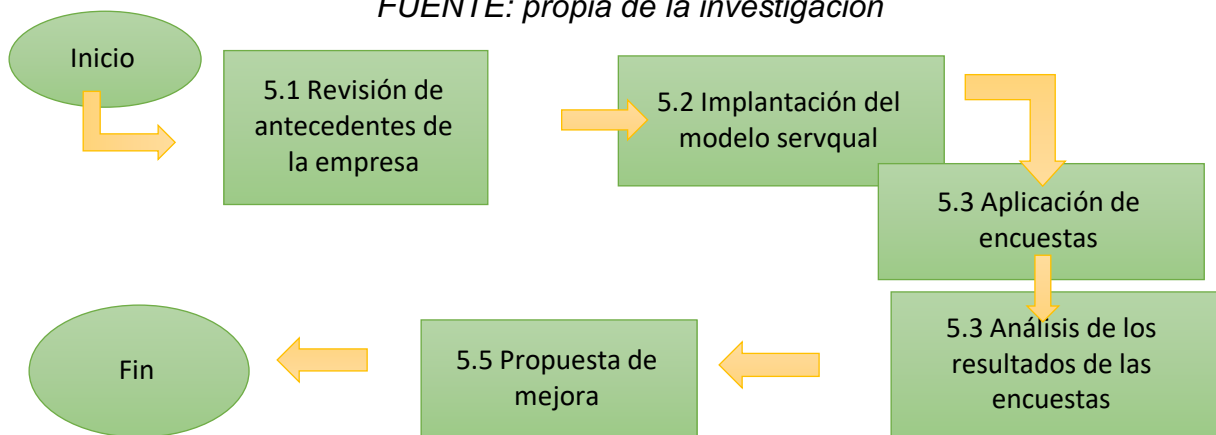 FUENTE: propia de la investigación
Inicio
5.1 Revisión de
antecedentes de
la empresa
5.2 Implantación del
modelo servqual
5.3 Aplicación de
encuestas
5.3 Análisis de los
resultados de las
encuestas
5.5 Propuesta de
mejora
Fin